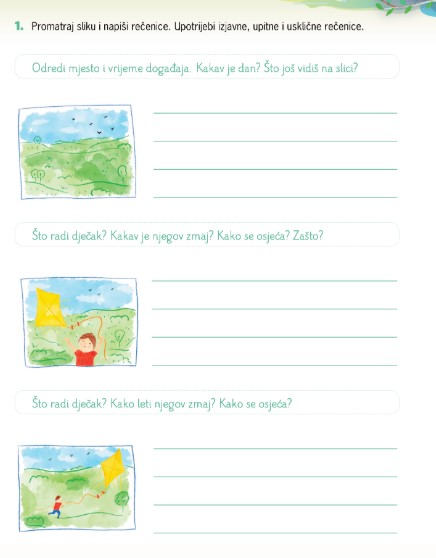 1. Promatraj sliku i napiši rečenice. Upotrijebi izjavne, upitne i usklične rečenice.
Odredi mjesto i vrijeme događaja. Kakav je dan? Što još vidiš na slici?
Što radi dječak? Kakav je njegov zmaj? Kako se osjeća? Zašto?
Što radi dječak? Kako leti njegov zmaj? Kako se osjeća?